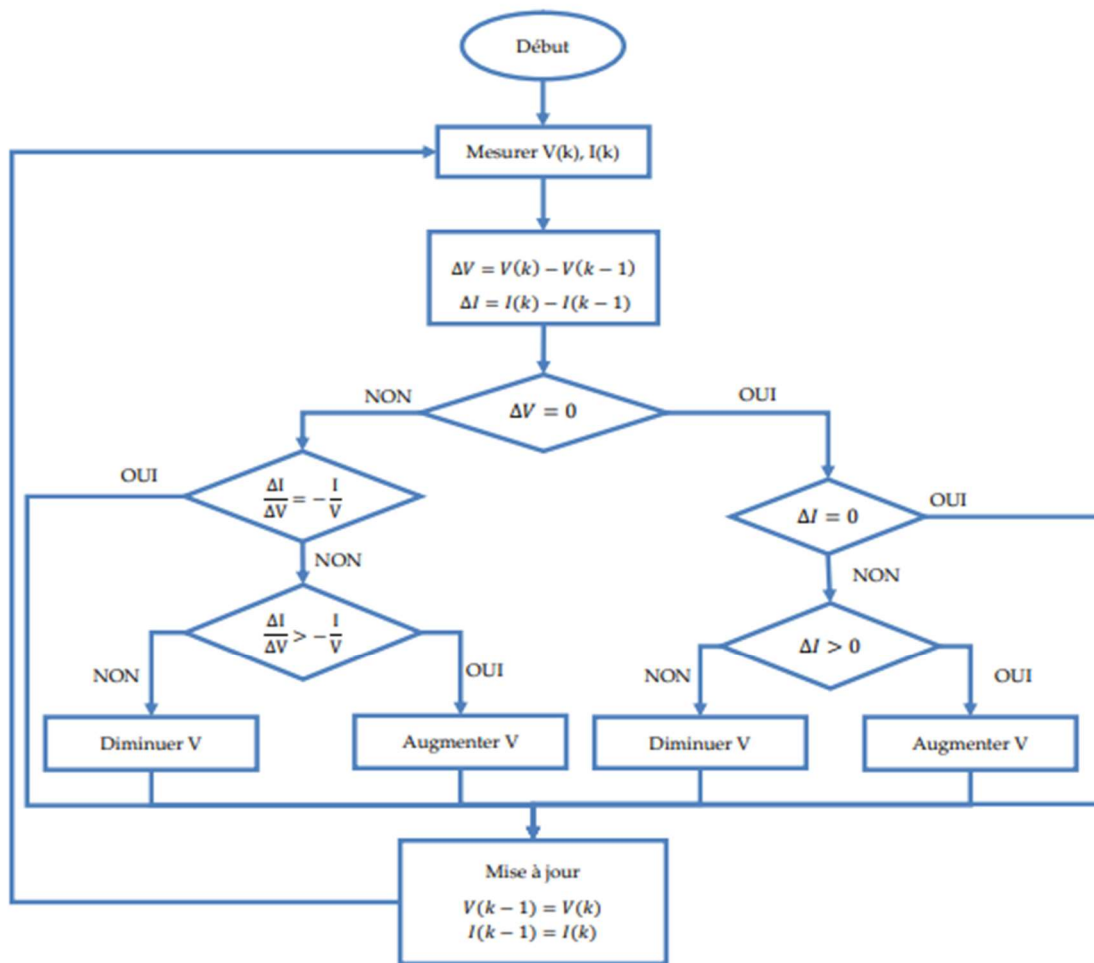 Début
Mesurer V(k), I(k)
ΔV = V(k) − V(k − 1)
ΔI = I(k) − I(k − 1)
NON
ΔV = 0
OUI
OUI
ΔI/ΔV = − I/V
ΔI = 0
OUI
NON
NON
ΔI/ΔV > − I/V
ΔI > 0
NON
OUI
NON
OUI
Diminuer V
Augmenter V
Diminuer V
Augmenter V
Mise à jour
V(k − 1) = V(k)
I(k − 1) = I(k)